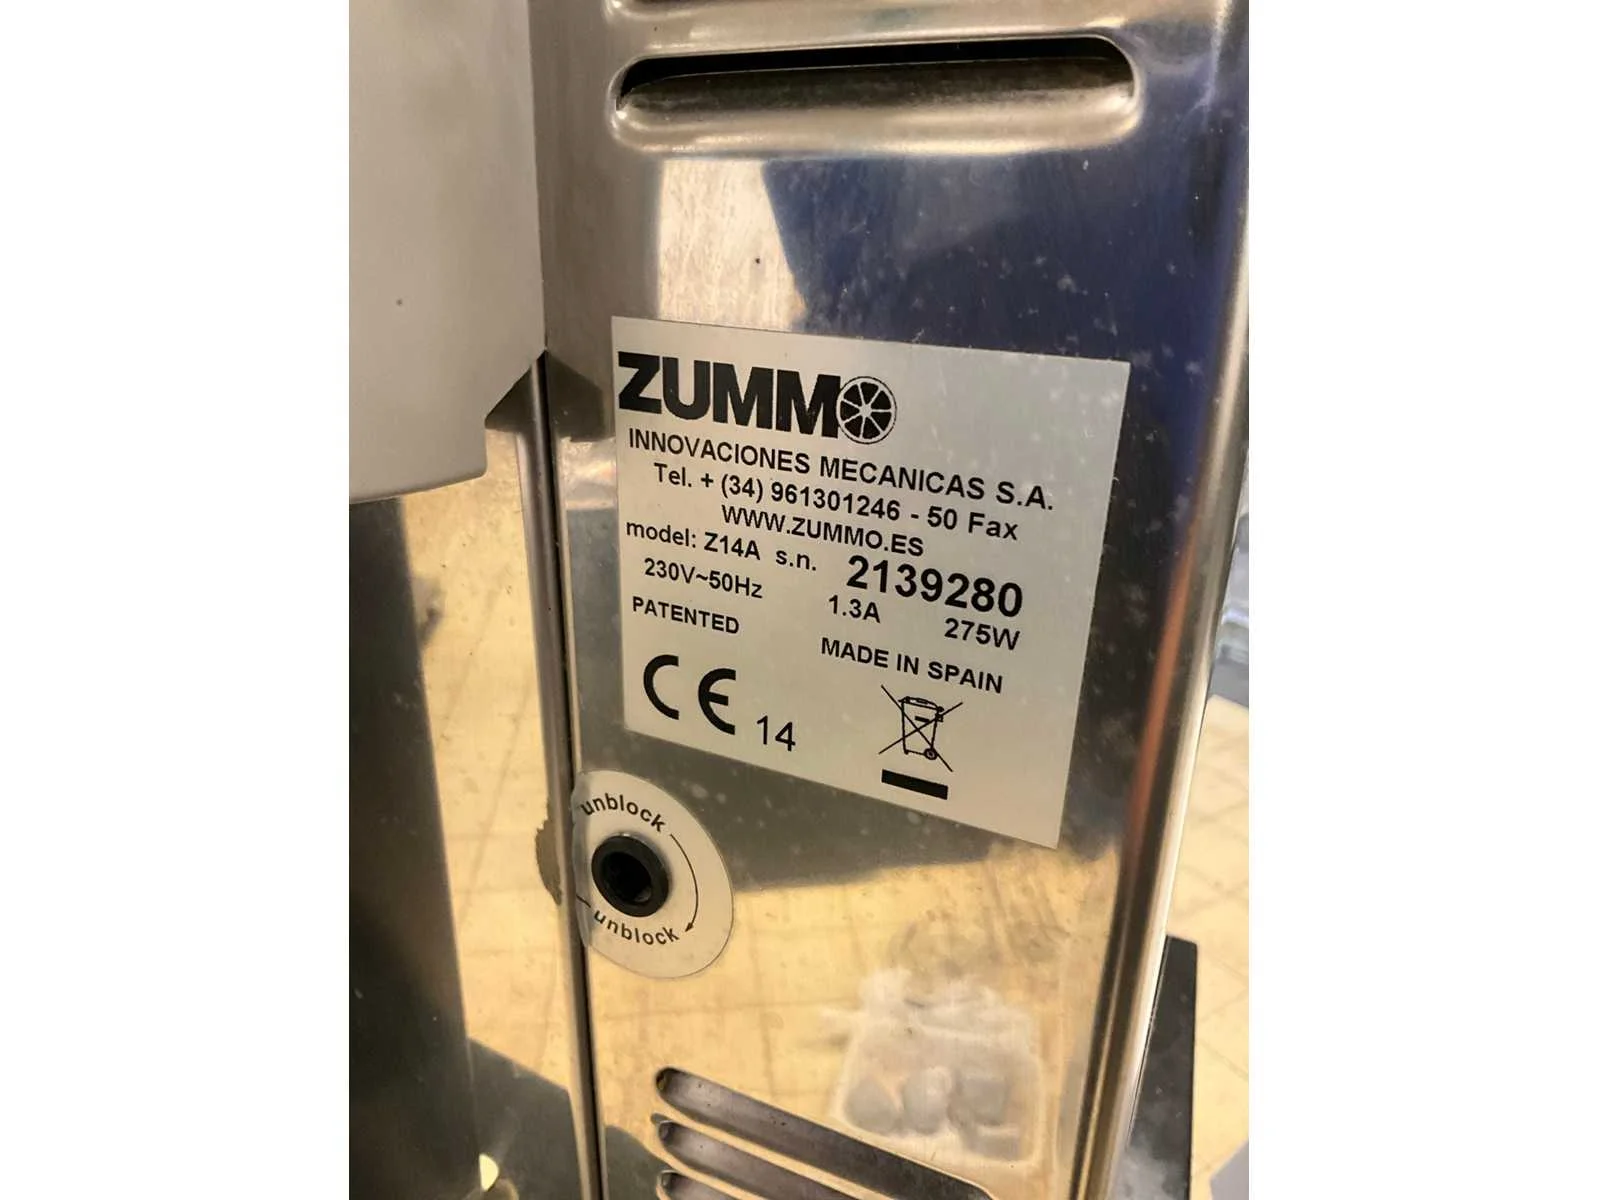 ZUMMO
INNOVACIONES MECANICAS S.A.
Tel. + (34) 961301246 - 50 Fax
WWW.ZUMMO.ES
model: Z14A s.n. 2139280
230V~50Hz 1.3A 275W
PATENTED MADE IN SPAIN
CE 14
unblock
unblock